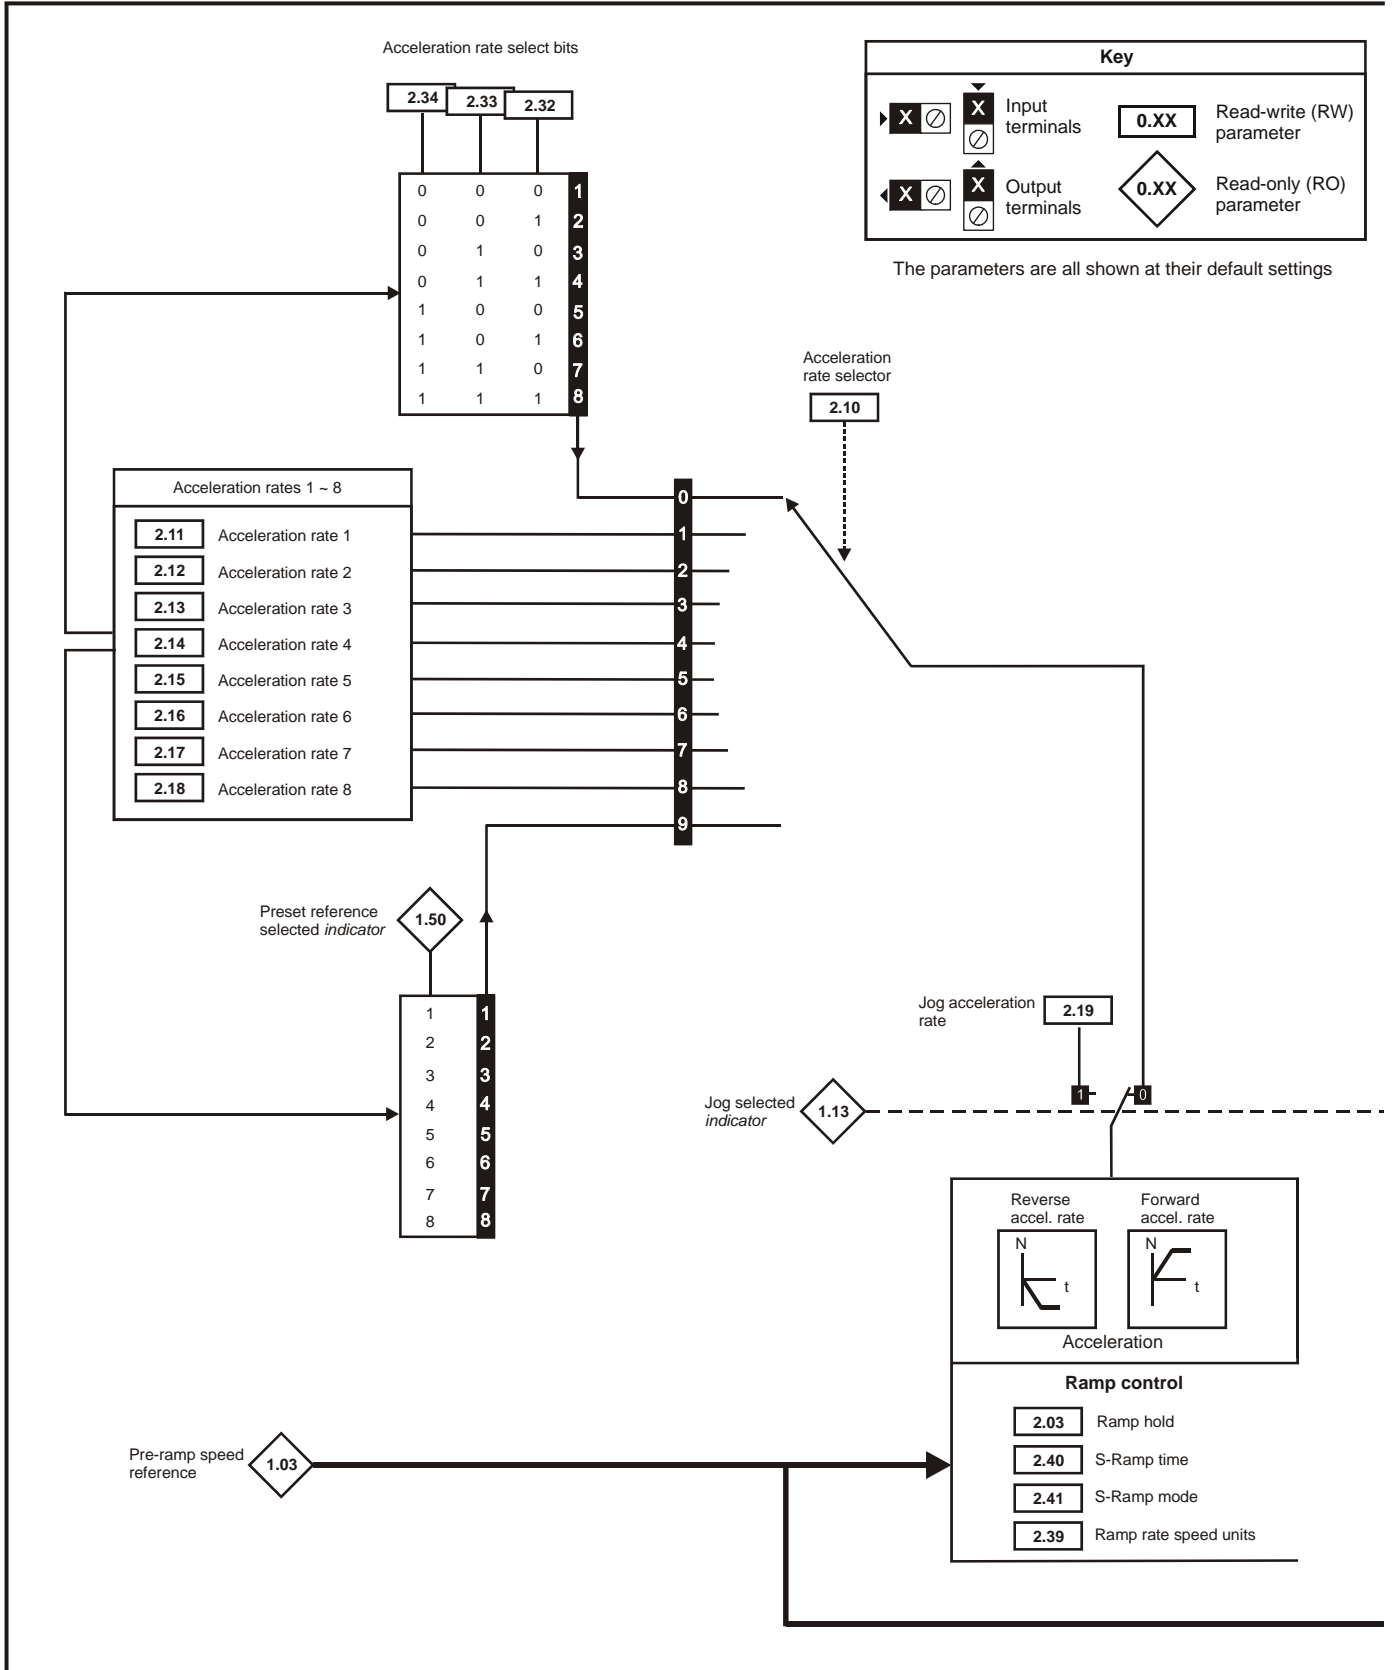 Acceleration rate select bits
2.34 2.33 2.32
0 0 0 1
0 0 1 2
0 1 0 3
0 1 1 4
1 0 0 5
1 0 1 6
1 1 0 7
1 1 1 8
Key
X Input terminals
X
0.XX Read-write (RW) parameter
X Output terminals
X
0.XX Read-only (RO) parameter
The parameters are all shown at their default settings
Acceleration
rate selector
2.10
Acceleration rates 1 ~ 8
2.11 Acceleration rate 1
2.12 Acceleration rate 2
2.13 Acceleration rate 3
2.14 Acceleration rate 4
2.15 Acceleration rate 5
2.16 Acceleration rate 6
2.17 Acceleration rate 7
2.18 Acceleration rate 8
0
1
2
3
4
5
6
7
8
9
Preset reference
selected indicator
1.50
1 1
2 2
3 3
4 4
5 5
6 6
7 7
8 8
Jog acceleration
rate
2.19
1 0
Jog selected
indicator
1.13
Reverse
accel. rate
N
t
Forward
accel. rate
N
t
Acceleration
Ramp control
2.03 Ramp hold
2.40 S-Ramp time
2.41 S-Ramp mode
2.39 Ramp rate speed units
Pre-ramp speed
reference
1.03